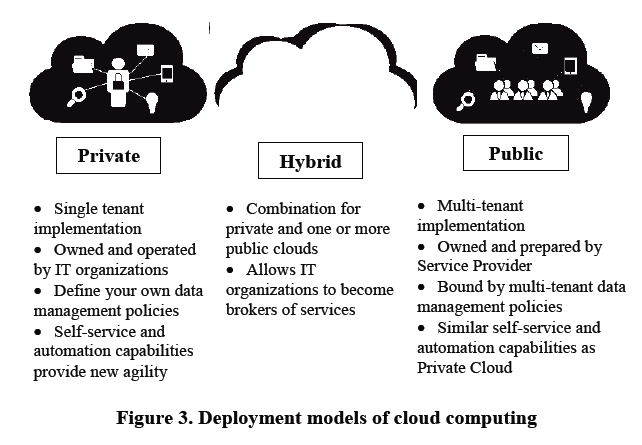 Private
• Single tenant
implementation
• Owned and operated
by IT organizations
• Define your own data
management policies
• Self-service and
automation capabilities
provide new agility
Hybrid
• Combination for
private and one or more
public clouds
• Allows IT
organizations to become
brokers of services
Public
• Multi-tenant
implementation
• Owned and prepared by
Service Provider
• Bound by multi-tenant data
management policies
• Similar self-service and
automation capabilities as
Private Cloud
Figure 3. Deployment models of cloud computing